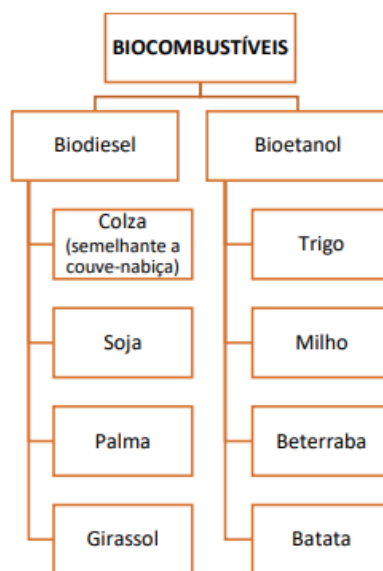 BIOCOMBUSTÍVEIS
Biodiesel
Colza
(semelhante a
couve-nabiça)
Soja
Palma
Girassol
Bioetanol
Trigo
Milho
Beterraba
Batata